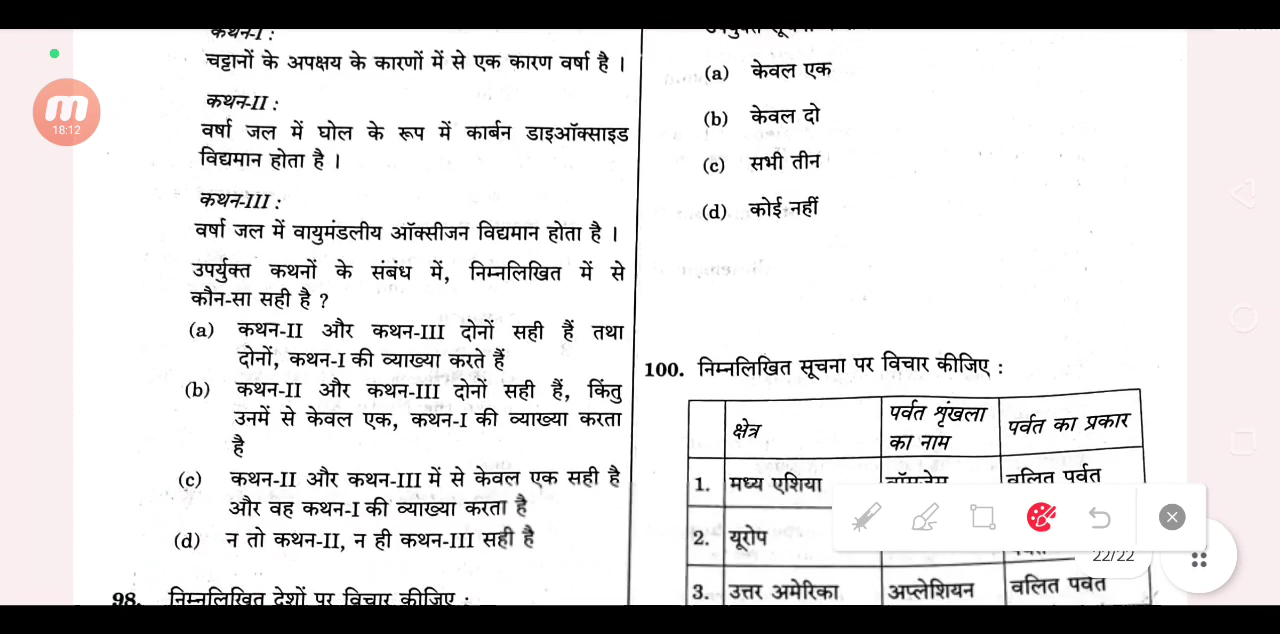 कथन-I :
चट्टानों के अपक्षय के कारणों में से एक कारण वर्षा है ।
कथन-II :
वर्षा जल में घोल के रूप में कार्बन डाइऑक्साइड
विद्यमान होता है ।
कथन-III :
वर्षा जल में वायुमंडलीय ऑक्सीजन विद्यमान होता है ।
उपर्युक्त कथनों के संबंध में, निम्नलिखित में से
कौन-सा सही है ?
(a) कथन-II और कथन-III दोनों सही हैं तथा
दोनों, कथन-I की व्याख्या करते हैं
(b) कथन-II और कथन-III दोनों सही हैं, किंतु
उनमें से केवल एक, कथन-I की व्याख्या करता
है
(c) कथन-II और कथन-III में से केवल एक सही है
और वह कथन-I की व्याख्या करता है
(d) न तो कथन-II, न ही कथन-III सही है
98. निम्नलिखित देशों पर विचार कीजिए :
(a) केवल एक
(b) केवल दो
(c) सभी तीन
(d) कोई नहीं
100. निम्नलिखित सूचना पर विचार कीजिए :
क्षेत्र पर्वत शृंखला का नाम पर्वत का प्रकार
1. मध्य एशिया वलित पर्वत
2. यूरोप
3. उत्तर अमेरिका अप्लेशियन वलित पर्वत
18:12
22/22